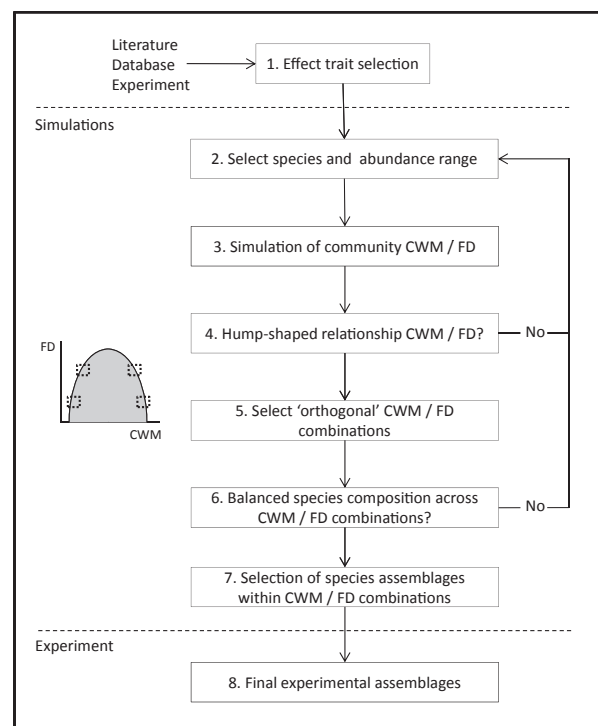 Literature
Database
Experiment
1. Effect trait selection
Simulations
2. Select species and abundance range
3. Simulation of community CWM / FD
4. Hump-shaped relationship CWM / FD?
No
FD
CWM
5. Select ‘orthogonal’ CWM / FD
combinations
6. Balanced species composition across
CWM / FD combinations?
No
7. Selection of species assemblages
within CWM / FD combinations
Experiment
8. Final experimental assemblages